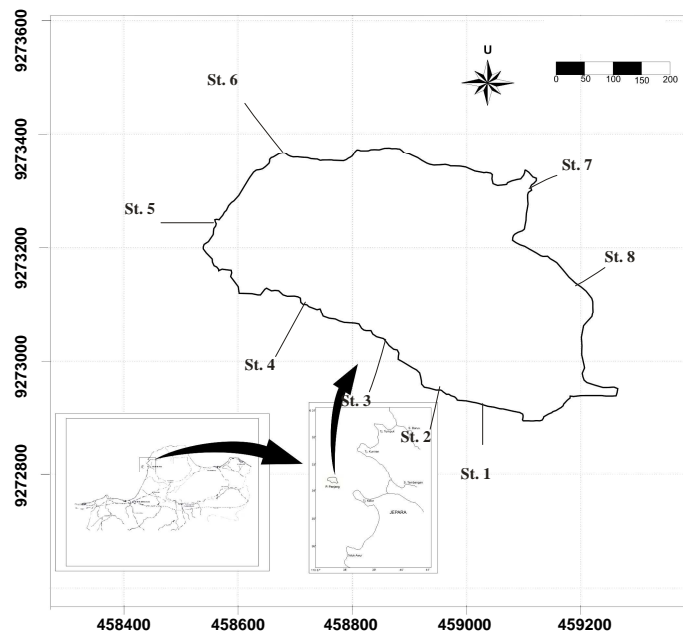 9273600
9273400
9273200
9273000
9272800
U
0 50 100 150 200
St. 6
St. 7
St. 5
St. 8
St. 4
St. 3
St. 2
St. 1
JEPARA
458400 458600 458800 459000 459200